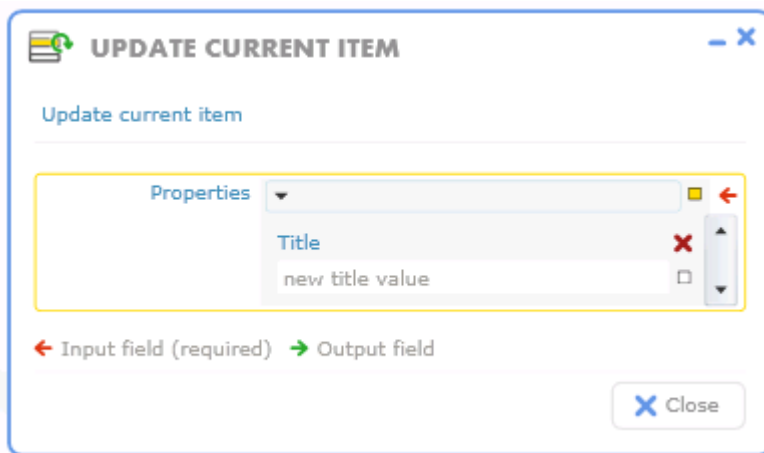 UPDATE CURRENT ITEM
Update current item
Properties
Title
new title value
Input field (required) Output field
Close